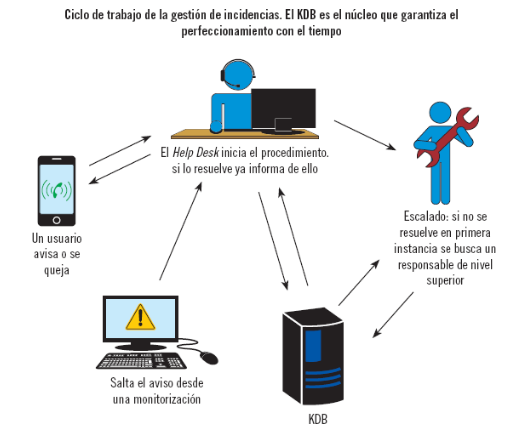 Ciclo de trabajo de la gestión de incidencias. El KDB es el núcleo que garantiza el
perfeccionamiento con el tiempo
El Help Desk inicia el procedimiento.
si lo resuelve ya informa de ello
Un usuario
avisa o se
queja
Escalado: si no se
resuelve en primera
instancia se busca un
responsable de nivel
superior
Salta el aviso desde
una monitorización
KDB